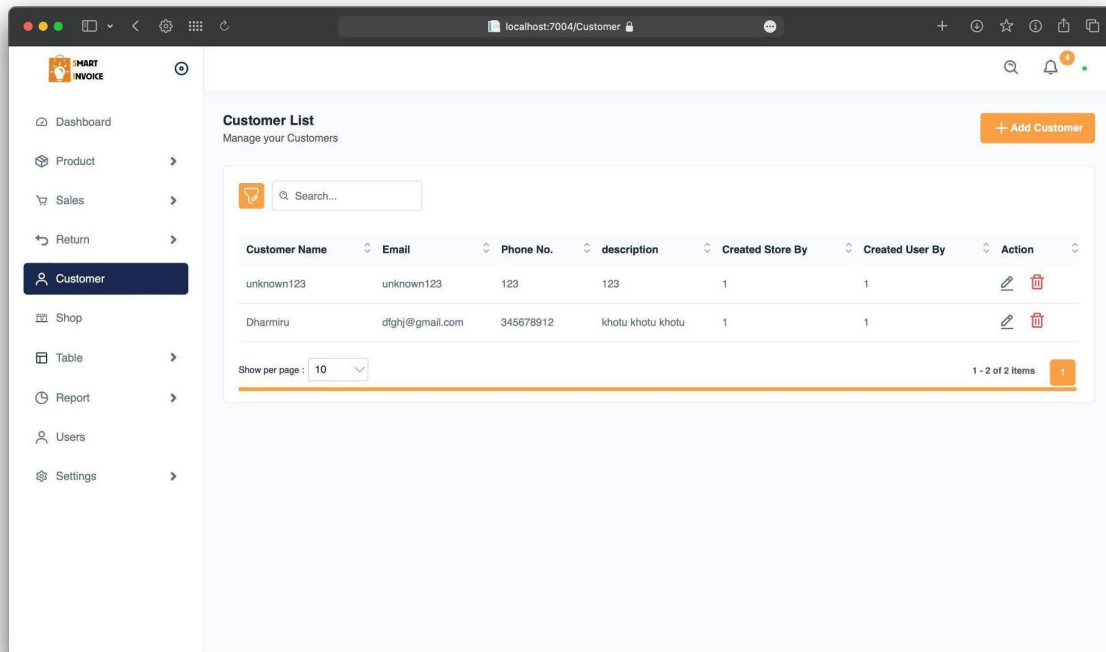 localhost:7004/Customer
SMART
INVOICE
4
Dashboard
Product
Sales
Return
Customer
Shop
Table
Report
Users
Settings
Customer List
Manage your Customers
+ Add Customer
Search...
Customer Name Email Phone No. description Created Store By Created User By Action
unknown123 unknown123 123 123 1 1
Dharmiru dfghj@gmail.com 345678912 khotu khotu khotu 1 1
Show per page : 10 1 - 2 of 2 items 1